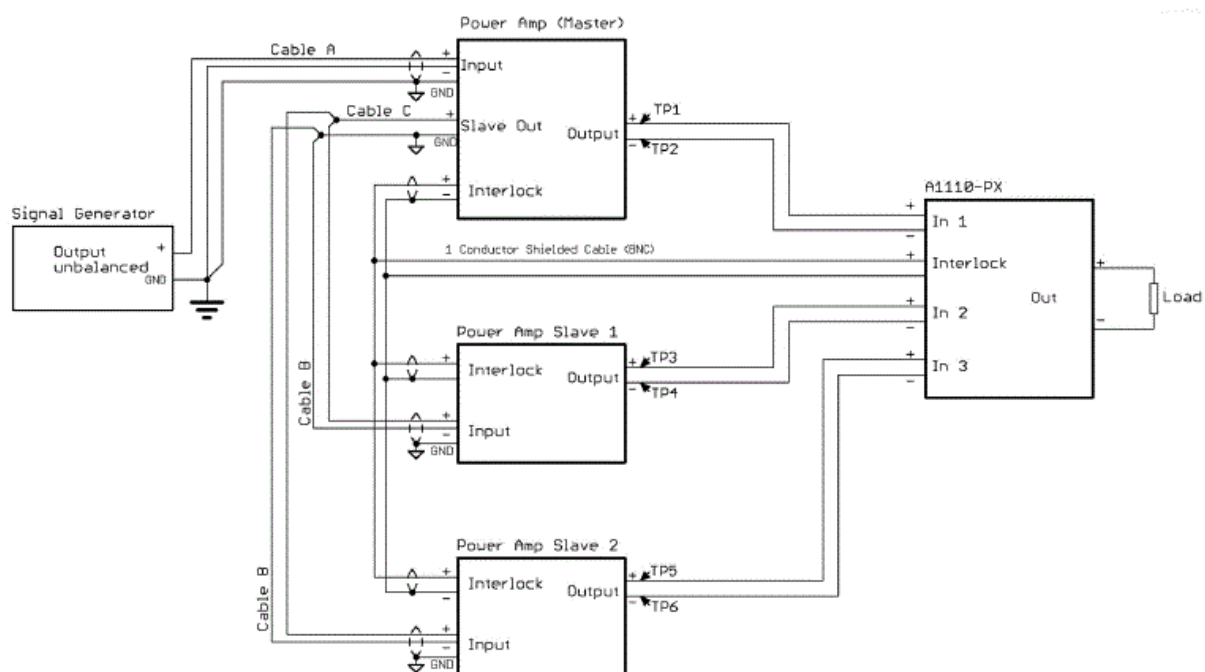 Power Amp (Master)
Cable A
+
Input
-
GND
Cable C
+
Slave Out
GND
Output
+
TP1
-
TP2
+
Interlock
-
A1110-PX
+
In 1
-
Signal Generator
Output
unbalanced
+
GND
1 Conductor Shielded Cable (BNC)
+
Interlock
Out
+
Load
-
+
In 2
-
+
In 3
-
Power Amp Slave 1
+
Interlock
-
Output
+
TP3
-
TP4
Cable B
+
Input
-
GND
Power Amp Slave 2
+
Interlock
-
Output
+
TP5
-
TP6
Cable B
+
Input
-
GND